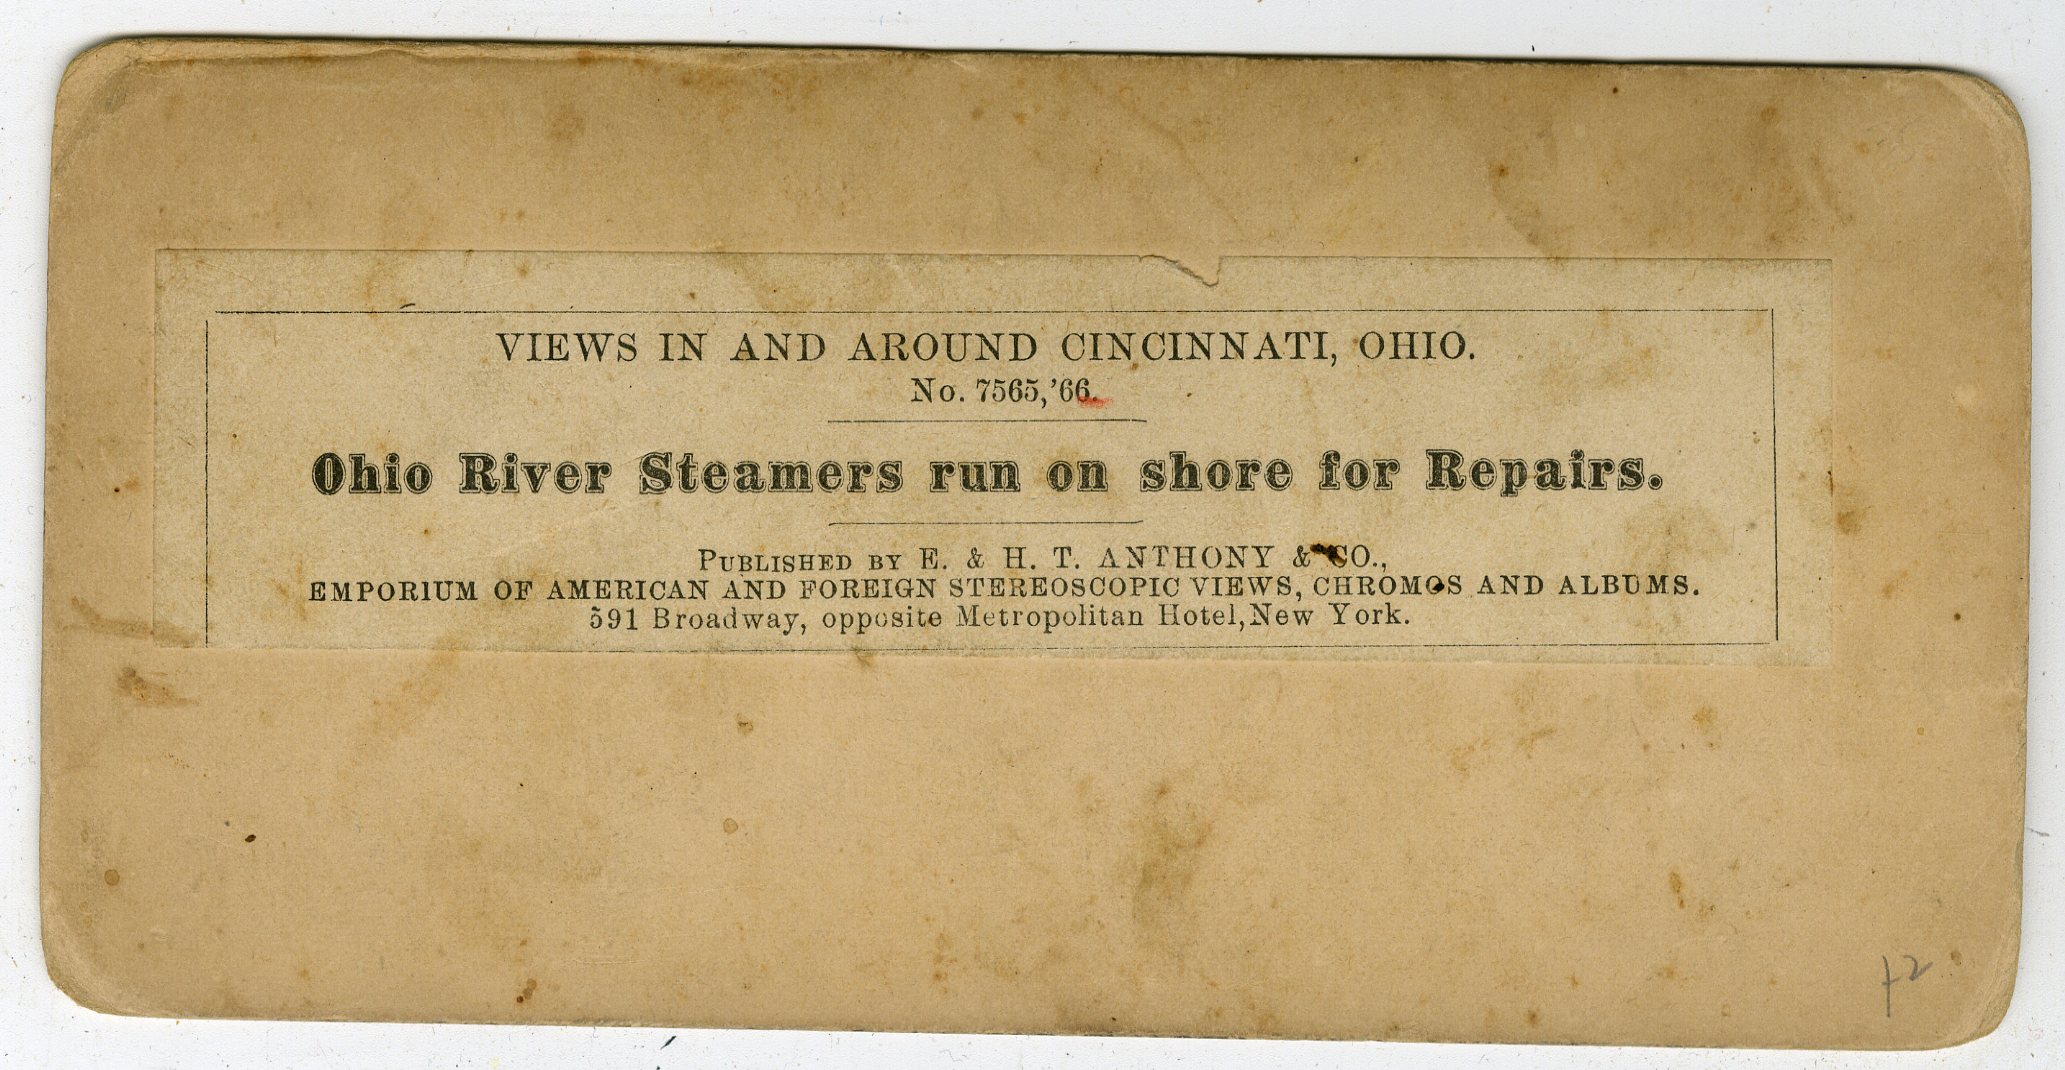 VIEWS IN AND AROUND CINCINNATI, OHIO.
No. 7565,'66.
Ohio River Steamers run on shore for Repairs.
PUBLISHED BY E. & H. T. ANTHONY & CO.,
EMPORIUM OF AMERICAN AND FOREIGN STEREOSCOPIC VIEWS, CHROMOS AND ALBUMS.
591 Broadway, opposite Metropolitan Hotel, New York.